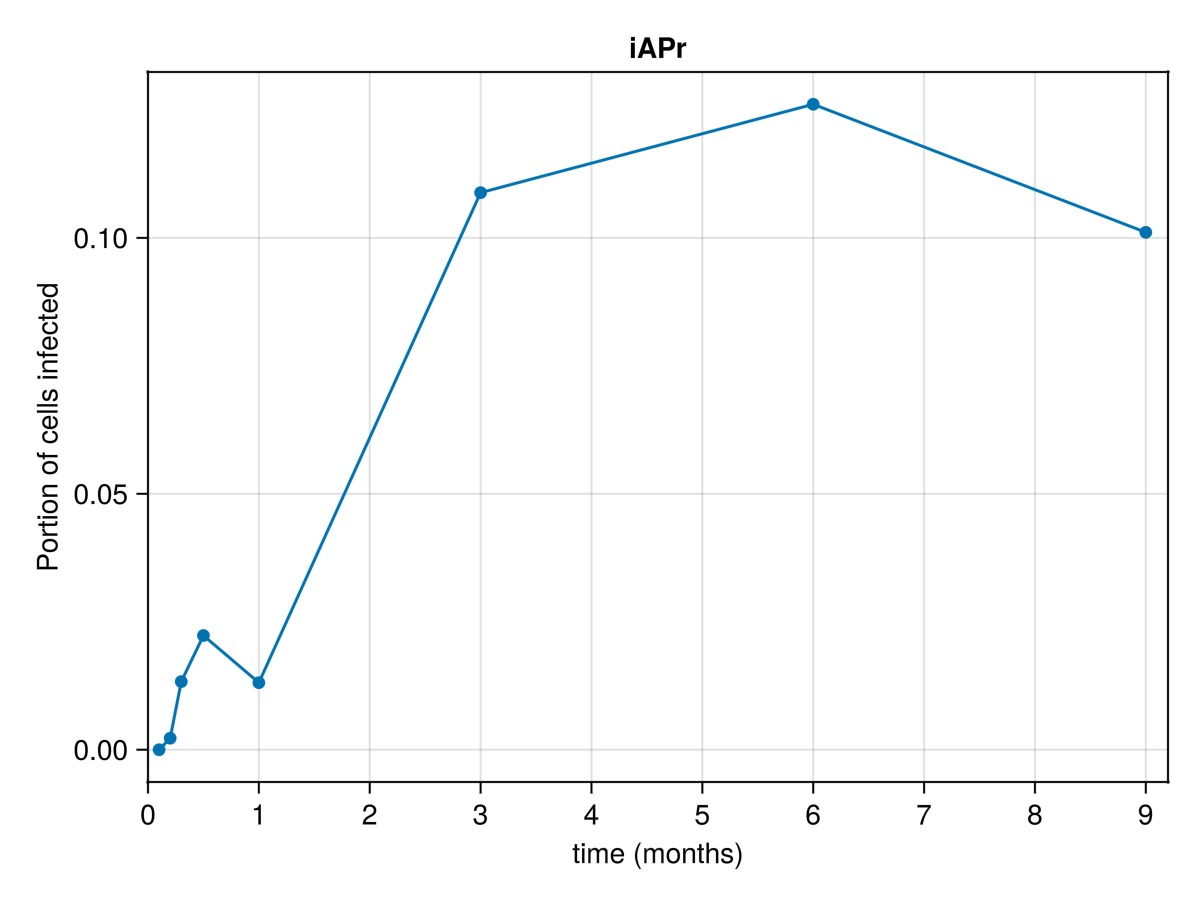 iAPr
Portion of cells infected
0.10
0.05
0.00
0 1 2 3 4 5 6 7 8 9
time (months)